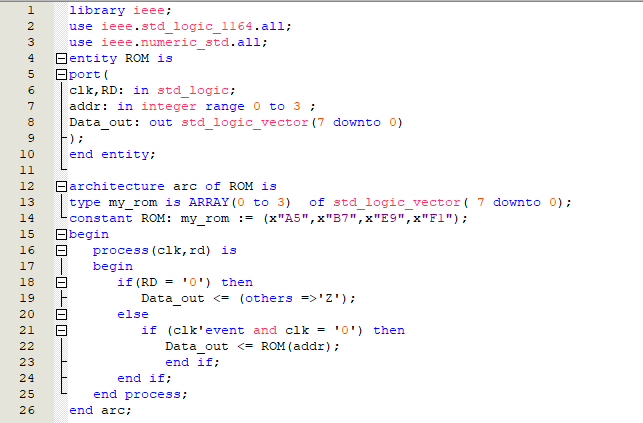 1 library ieee;
2 use ieee.std_logic_1164.all;
3 use ieee.numeric_std.all;
4 entity ROM is
5 port(
6 clk,RD: in std_logic;
7 addr: in integer range 0 to 3 ;
8 Data_out: out std_logic_vector(7 downto 0)
9 );
10 end entity;
11
12 architecture arc of ROM is
13 type my_rom is ARRAY(0 to 3)  of std_logic_vector( 7 downto 0);
14 constant ROM: my_rom := (x"A5",x"B7",x"E9",x"F1");
15 begin
16    process(clk,rd) is
17    begin
18       if(RD = '0') then
19          Data_out <= (others =>'Z');
20       else
21          if (clk'event and clk = '0') then
22             Data_out <= ROM(addr);
23             end if;
24       end if;
25    end process;
26 end arc;